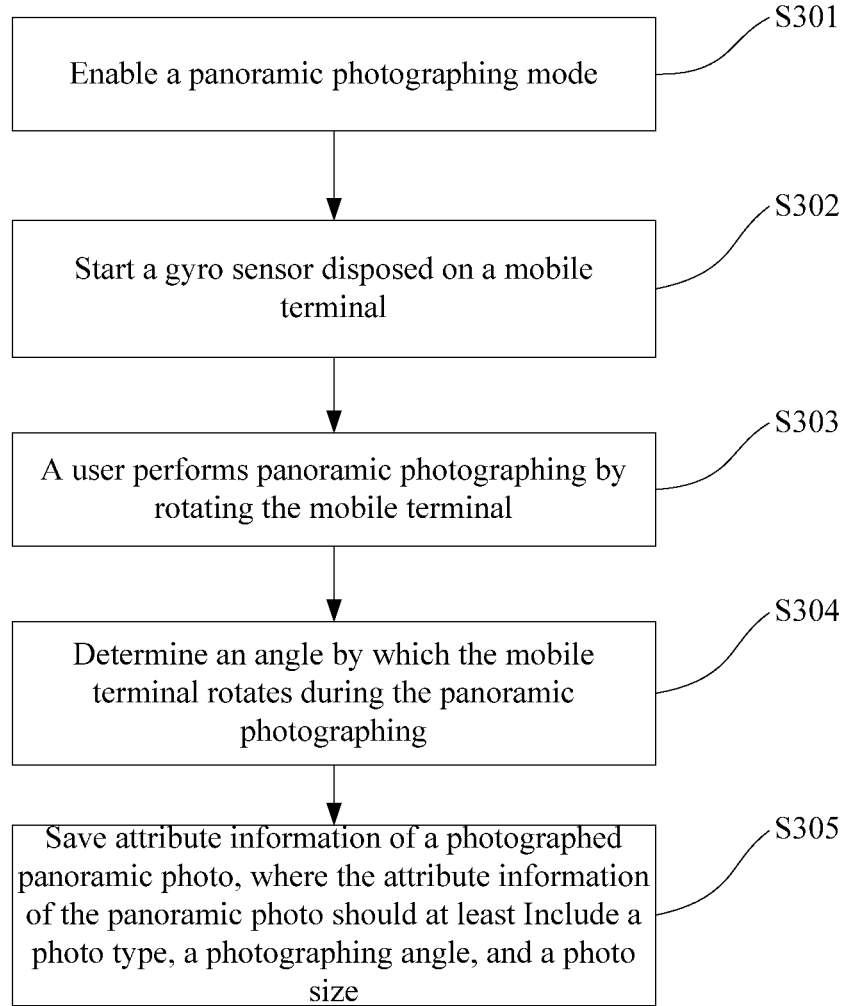 S301
Enable a panoramic photographing mode
S302
Start a gyro sensor disposed on a mobile
terminal
S303
A user performs panoramic photographing by
rotating the mobile terminal
S304
Determine an angle by which the mobile
terminal rotates during the panoramic
photographing
S305
Save attribute information of a photographed
panoramic photo, where the attribute information
of the panoramic photo should at least Include a
photo type, a photographing angle, and a photo
size